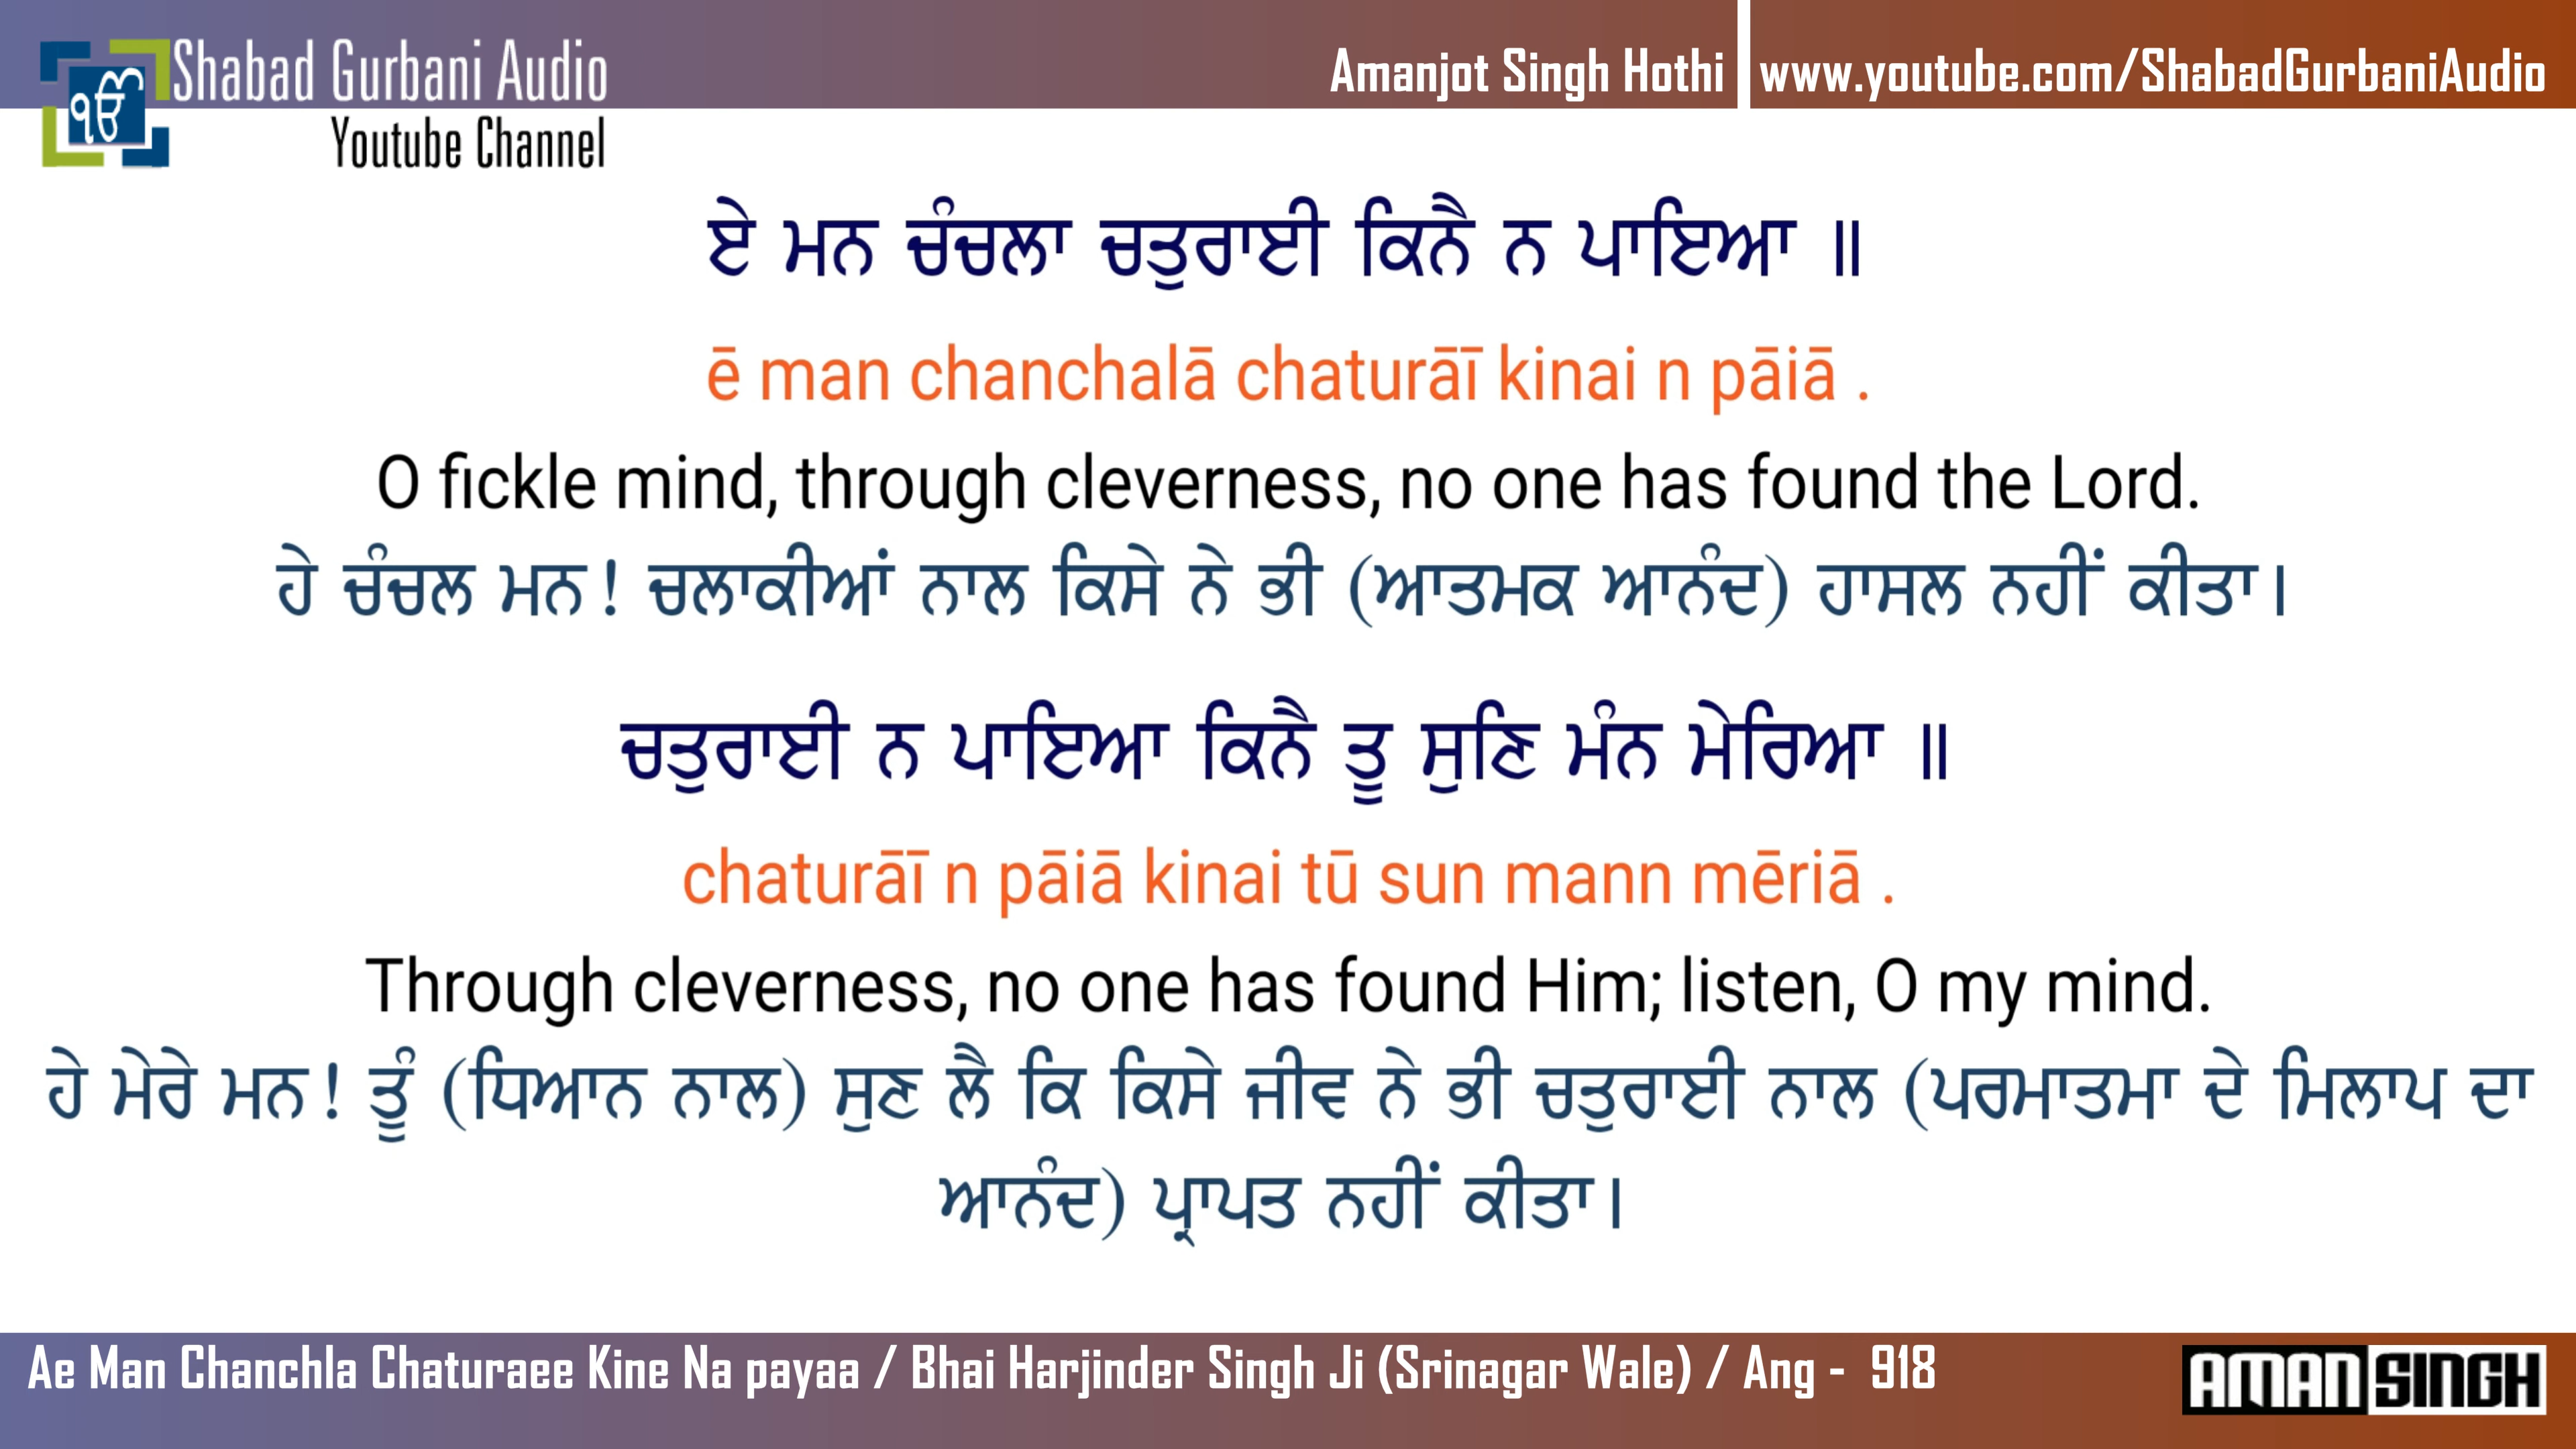 ੴ
Shabad Gurbani Audio
Youtube Channel
Amanjot Singh Hothi
www.youtube.com/ShabadGurbaniAudio
ਏ ਮਨ ਚੰਚਲਾ ਚਤੁਰਾਈ ਕਿਨੈ ਨ ਪਾਇਆ ॥
ē man chanchalā chaturāī kinai n pāiā .
O fickle mind, through cleverness, no one has found the Lord.
ਹੇ ਚੰਚਲ ਮਨ! ਚਲਾਕੀਆਂ ਨਾਲ ਕਿਸੇ ਨੇ ਭੀ (ਆਤਮਕ ਆਨੰਦ) ਹਾਸਲ ਨਹੀਂ ਕੀਤਾ।
ਚਤੁਰਾਈ ਨ ਪਾਇਆ ਕਿਨੈ ਤੂ ਸੁਣਿ ਮੰਨ ਮੇਰਿਆ ॥
chaturāī n pāiā kinai tū sun mann mēriā .
Through cleverness, no one has found Him; listen, O my mind.
ਹੇ ਮੇਰੇ ਮਨ! ਤੂੰ (ਧਿਆਨ ਨਾਲ) ਸੁਣ ਲੈ ਕਿ ਕਿਸੇ ਜੀਵ ਨੇ ਭੀ ਚਤੁਰਾਈ ਨਾਲ (ਪਰਮਾਤਮਾ ਦੇ ਮਿਲਾਪ ਦਾ
ਆਨੰਦ) ਪ੍ਰਾਪਤ ਨਹੀਂ ਕੀਤਾ।
Ae Man Chanchla Chaturaee Kine Na payaa / Bhai Harjinder Singh Ji (Srinagar Wale) / Ang - 918
AMAN SINGH